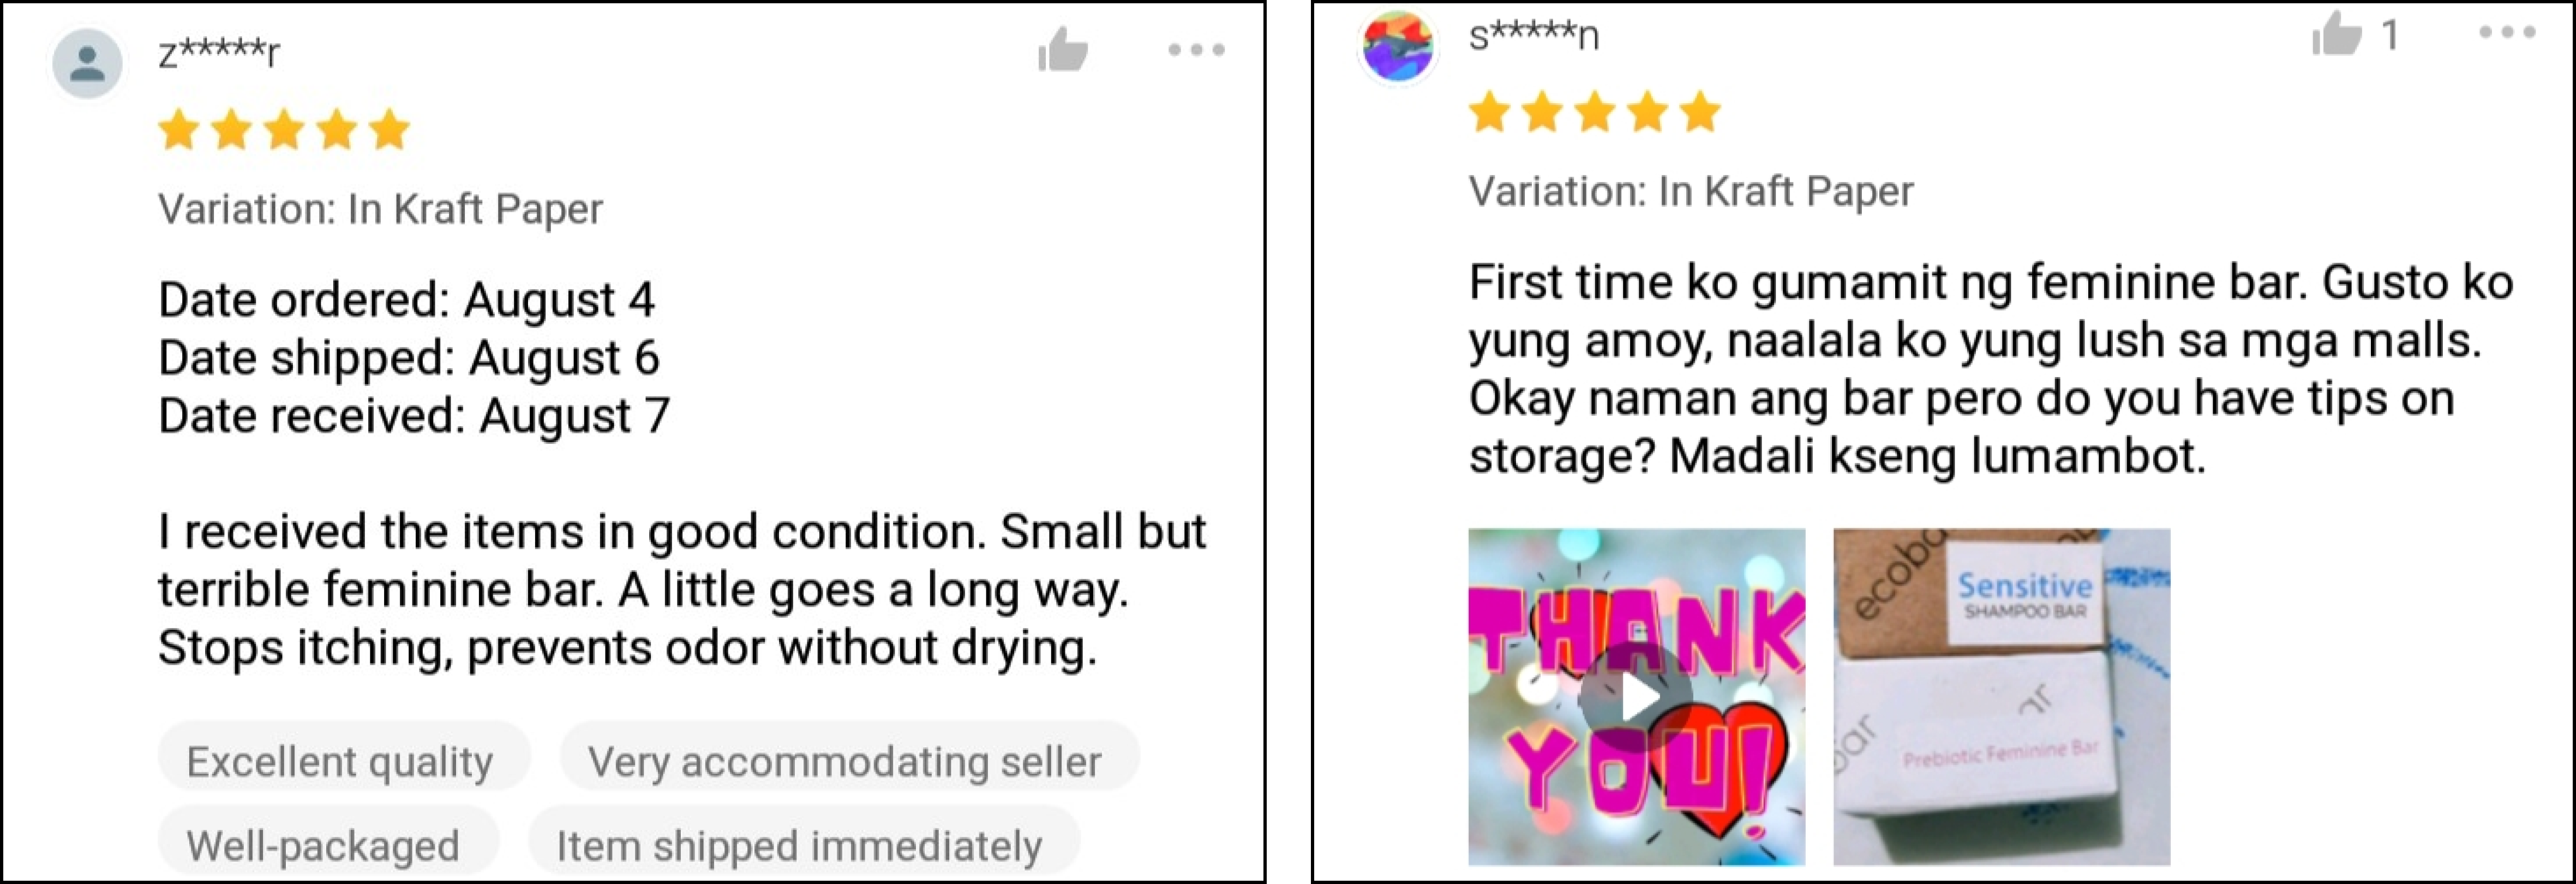 z*****r
Variation: In Kraft Paper
Date ordered: August 4
Date shipped: August 6
Date received: August 7
I received the items in good condition. Small but
terrible feminine bar. A little goes a long way.
Stops itching, prevents odor without drying.
Excellent quality
Very accommodating seller
Well-packaged
Item shipped immediately
s*****n
1
Variation: In Kraft Paper
First time ko gumamit ng feminine bar. Gusto ko
yung amoy, naalala ko yung lush sa mga malls.
Okay naman ang bar pero do you have tips on
storage? Madali kseng lumambot.
THANK
YOU!
ecoba
Sensitive
SHAMPOO BAR
bar
ar
Prebiotic Feminine Bar